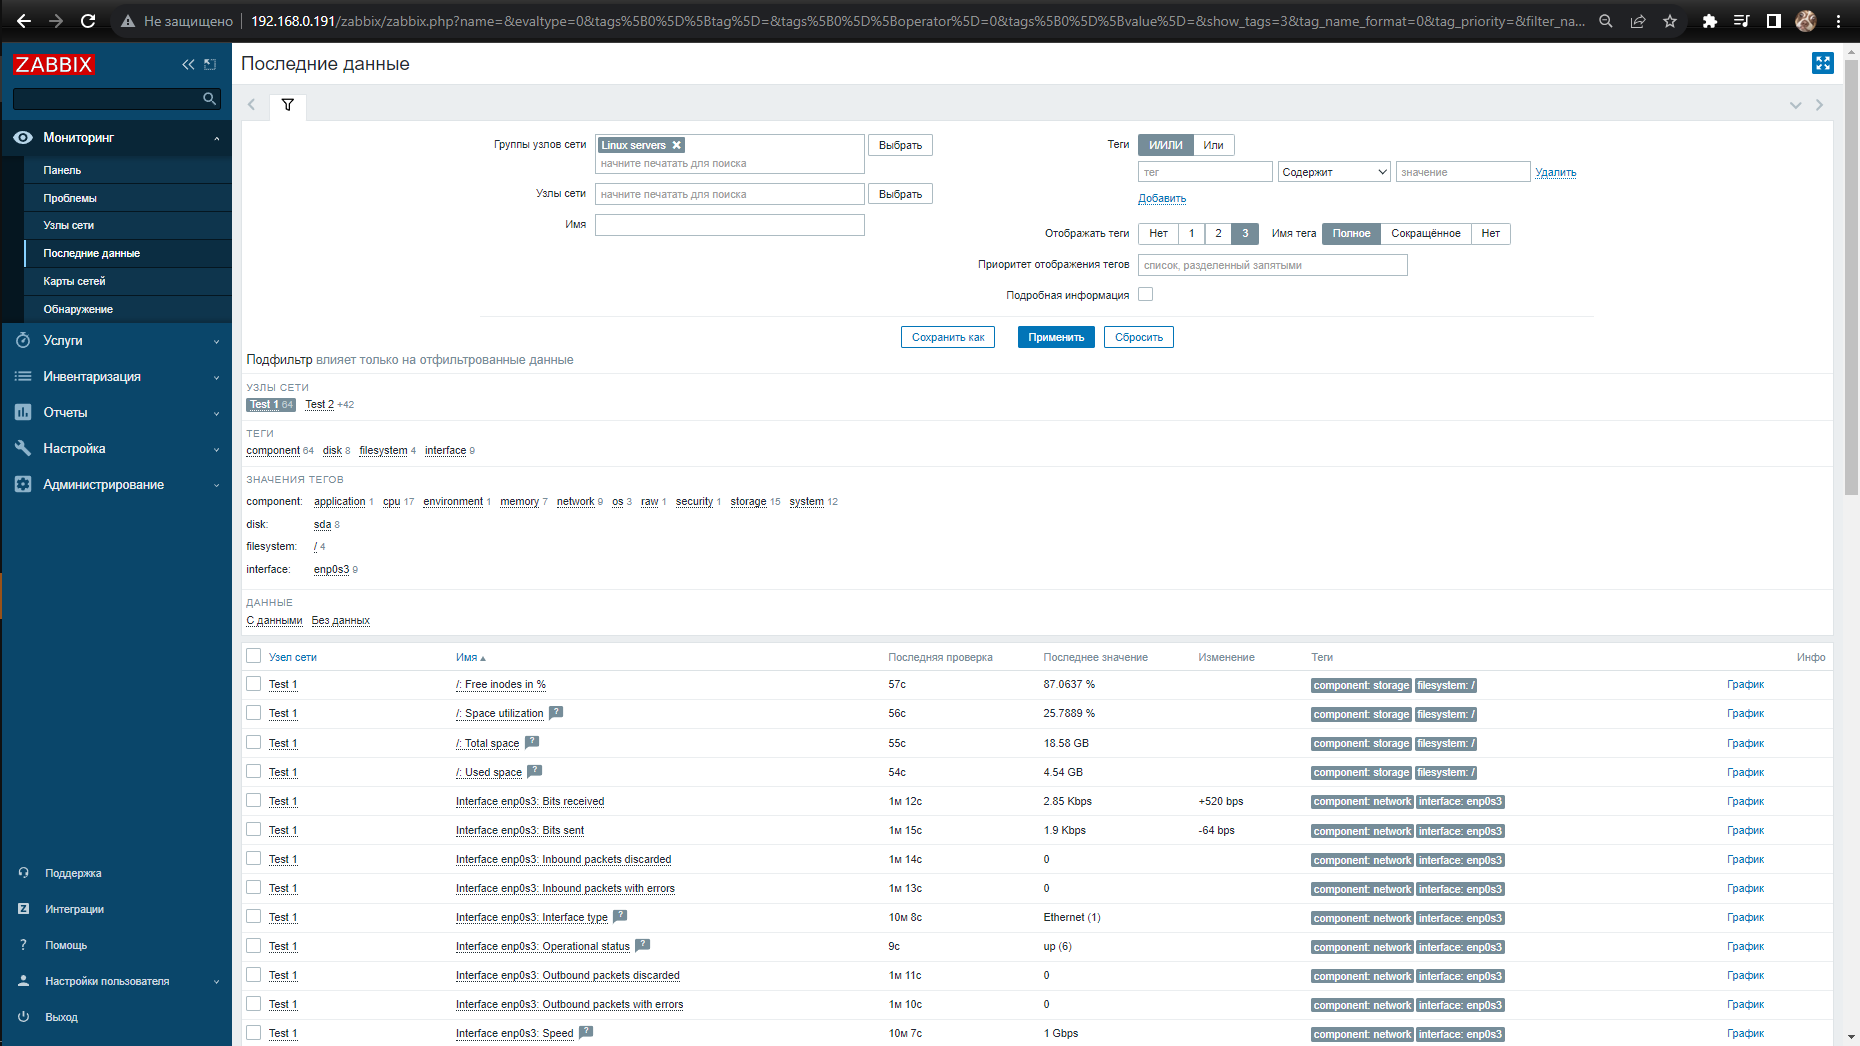 Не защищено 192.168.0.191/zabbix/zabbix.php?name=&evaltype=0&tags%5B0%5D%5Btag%5D=&tags%5B0%5D%5Boperator%5D=0&tags%5B0%5D%5Bvalue%5D=&show_tags=3&tag_name_format=0&tag_priority=&filter_na...
ZABBIX
Мониторинг
Панель
Проблемы
Узлы сети
Последние данные
Карты сетей
Обнаружение
Услуги
Инвентаризация
Отчеты
Настройка
Администрирование
Поддержка
Z Интеграции
? Помощь
Настройки пользователя
Выход
Последние данные
Группы узлов сети Linux servers Выбрать
начните печатать для поиска
Узлы сети начните печатать для поиска Выбрать
Имя
Теги И/ИЛИ Или
тег Содержит значение Удалить
Добавить
Отображать теги Нет 1 2 3 Имя тега Полное Сокращённое Нет
Приоритет отображения тегов список, разделенный запятыми
Подробная информация
Сохранить как Применить Сбросить
Подфильтр влияет только на отфильтрованные данные
УЗЛЫ СЕТИ
Test 1 64 Test 2 +42
ТЕГИ
component 64 disk 8 filesystem 4 interface 9
ЗНАЧЕНИЯ ТЕГОВ
component: application 1 cpu 17 environment 1 memory 7 network 9 os 3 raw 1 security 1 storage 15 system 12
disk: sda 8
filesystem: / 4
interface: enp0s3 9
ДАННЫЕ
С данными Без данных
Узел сети Имя Последняя проверка Последнее значение Изменение Теги Инфо
Test 1 /: Free inodes in % 57с 87.0637 % component: storage filesystem: / График
Test 1 /: Space utilization ? 56с 25.7889 % component: storage filesystem: / График
Test 1 /: Total space ? 55с 18.58 GB component: storage filesystem: / График
Test 1 /: Used space ? 54с 4.54 GB component: storage filesystem: / График
Test 1 Interface enp0s3: Bits received 1м 12с 2.85 Kbps +520 bps component: network interface: enp0s3 График
Test 1 Interface enp0s3: Bits sent 1м 15с 1.9 Kbps -64 bps component: network interface: enp0s3 График
Test 1 Interface enp0s3: Inbound packets discarded 1м 14с 0 component: network interface: enp0s3 График
Test 1 Interface enp0s3: Inbound packets with errors 1м 13с 0 component: network interface: enp0s3 График
Test 1 Interface enp0s3: Interface type ? 10м 8с Ethernet (1) component: network interface: enp0s3 График
Test 1 Interface enp0s3: Operational status ? 9с up (6) component: network interface: enp0s3 График
Test 1 Interface enp0s3: Outbound packets discarded 1м 11с 0 component: network interface: enp0s3 График
Test 1 Interface enp0s3: Outbound packets with errors 1м 10с 0 component: network interface: enp0s3 График
Test 1 Interface enp0s3: Speed ? 10м 7с 1 Gbps component: network interface: enp0s3 График